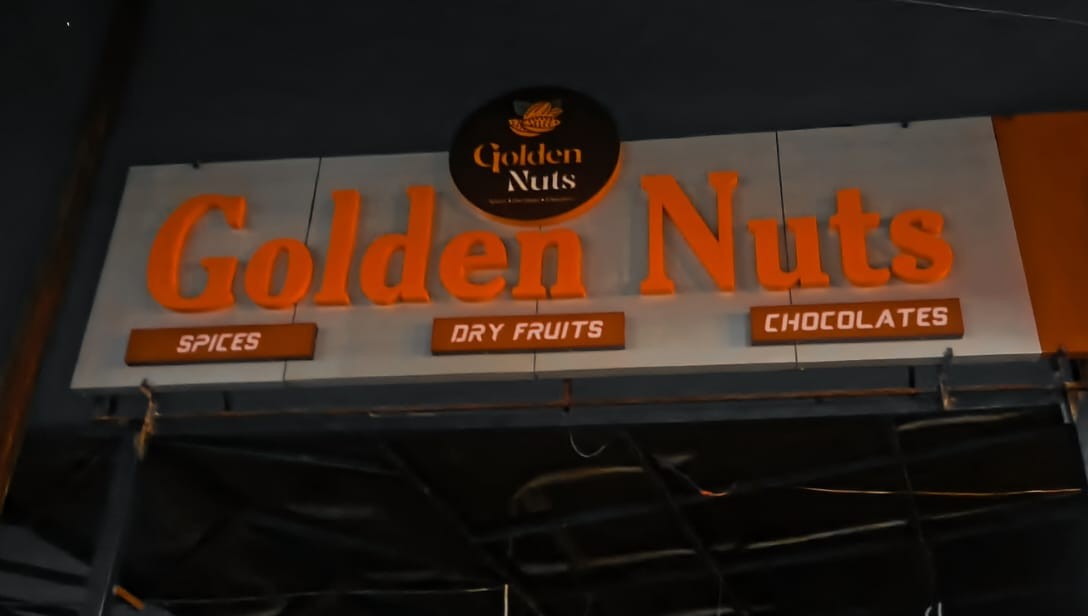 Golden
Nuts
Golden Nuts
SPICES
DRY FRUITS
CHOCOLATES